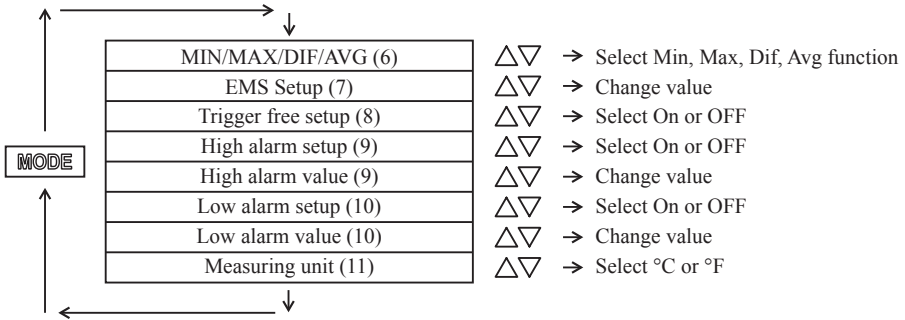 MIN/MAX/DIF/AVG (6) △▽ → Select Min, Max, Dif, Avg function
EMS Setup (7) △▽ → Change value
Trigger free setup (8) △▽ → Select On or OFF
High alarm setup (9) △▽ → Select On or OFF
MODE
High alarm value (9) △▽ → Change value
Low alarm setup (10) △▽ → Select On or OFF
Low alarm value (10) △▽ → Change value
Measuring unit (11) △▽ → Select °C or °F